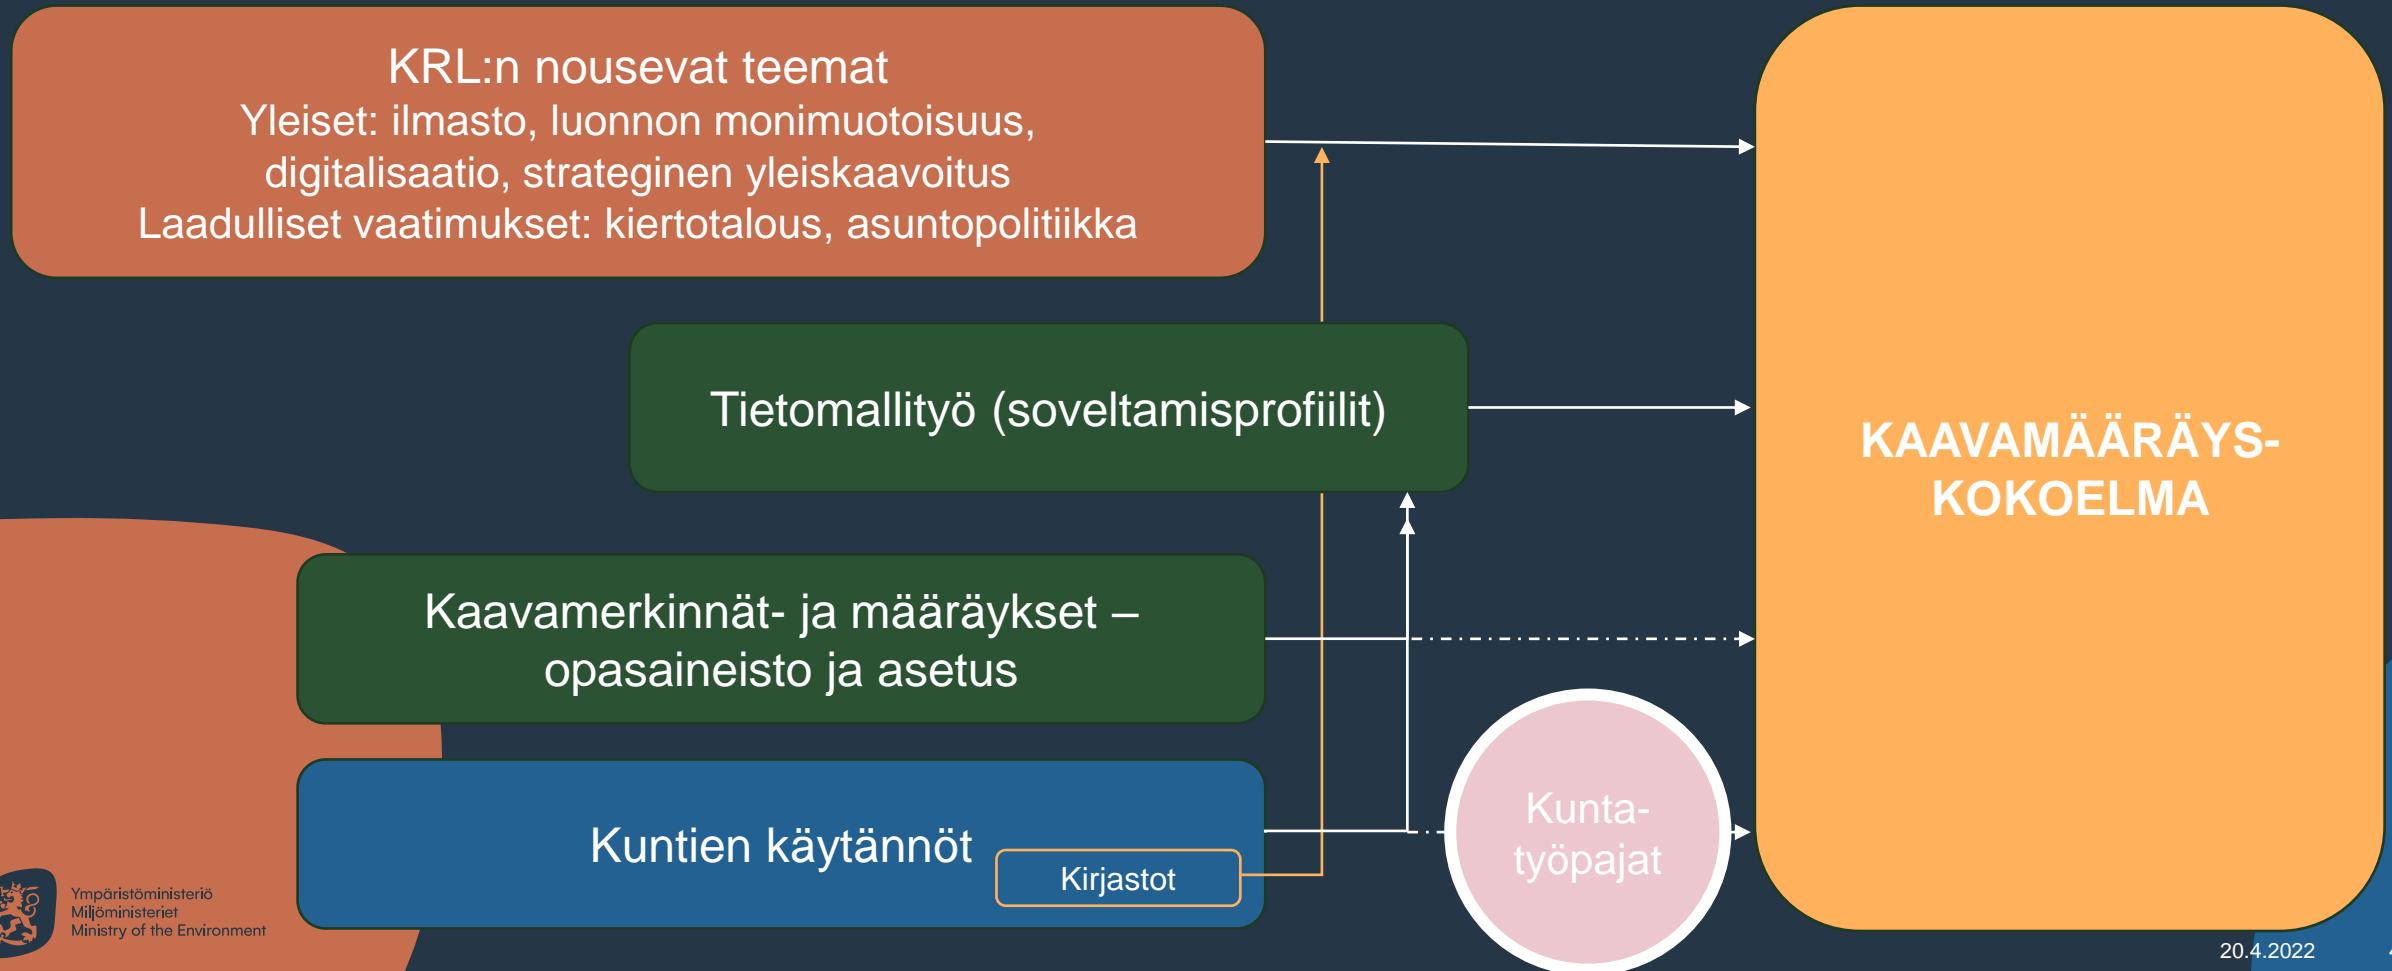 KRL:n nousevat teemat
Yleiset: ilmasto, luonnon monimuotoisuus,
digitalisaatio, strateginen yleiskaavoitus
Laadulliset vaatimukset: kiertotalous, asuntopolitiikka
Tietomallityö (soveltamisprofiilit)
KAAVAMÄÄRÄYS-
KOKOELMA
Kaavamerkinnät- ja määräykset –
opasaineisto ja asetus
Kuntien käytännöt
Kirjastot
Kunta-
työpajat
Ympäristöministeriö
Miljöministeriet
Ministry of the Environment
20.4.2022